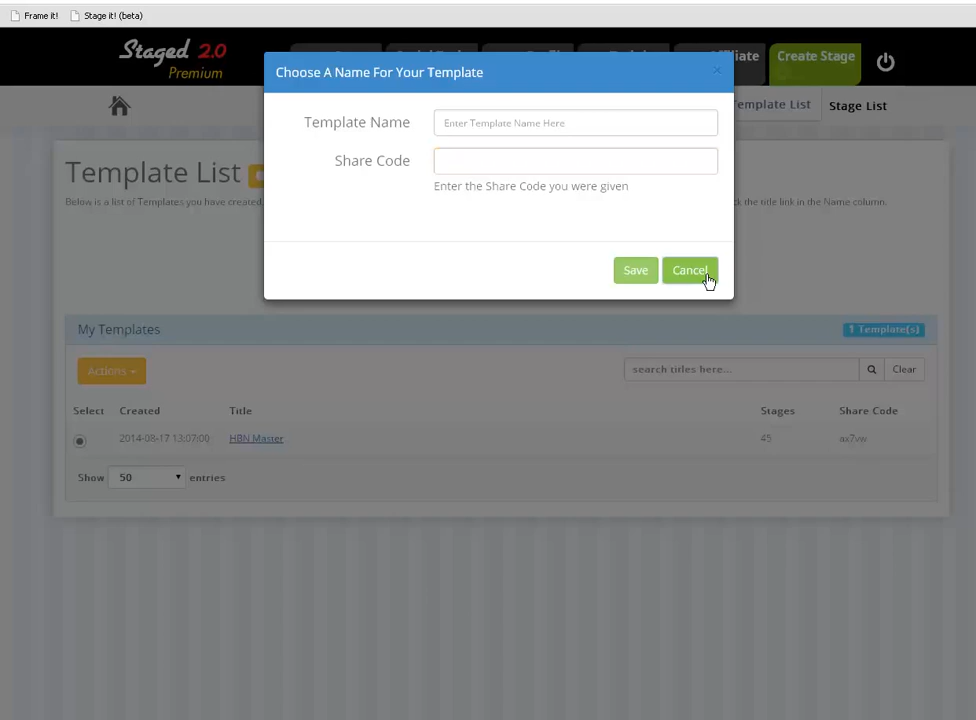 Frame it! Stage it! (beta)
Staged 2.0
Premium
Create Stage
Template List Stage List
Choose A Name For Your Template ×
Template Name Enter Template Name Here
Share Code
Enter the Share Code you were given
Save Cancel
Template List
Below is a list of Templates you have created. ck the title link in the Name column.
My Templates 1 Template(s)
Actions search titles here... Clear
Select Created Title Stages Share Code
2014-08-17 13:07:00 HBN Master 45 nx7vw
Show 50 entries